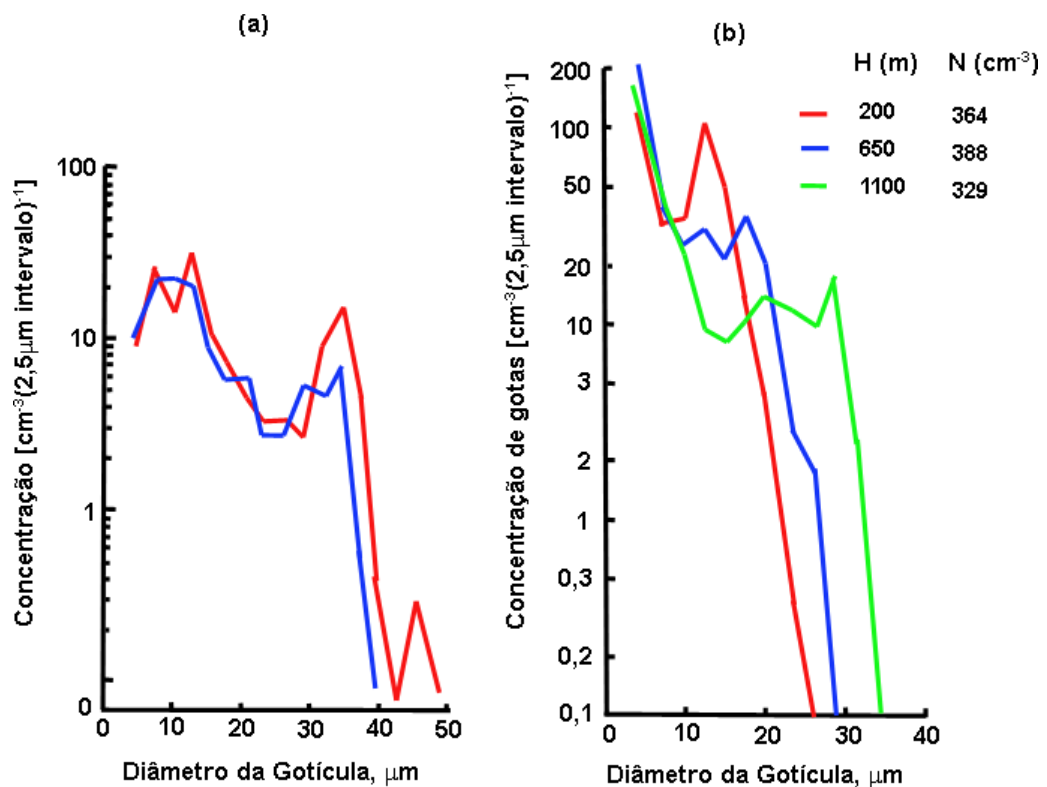 (a)
Concentração [cm-3(2,5μm intervalo)-1]
100
10
1
0
0 10 20 30 40 50
Diâmetro da Gotícula, μm
(b)
H (m) N (cm-3)
200 364
650 388
1100 329
Concentração de gotas [cm-3(2,5μm intervalo)-1]
200
100
50
20
10
3
2
1
0,3
0,2
0,1
0 10 20 30 40
Diâmetro da Gotícula, μm